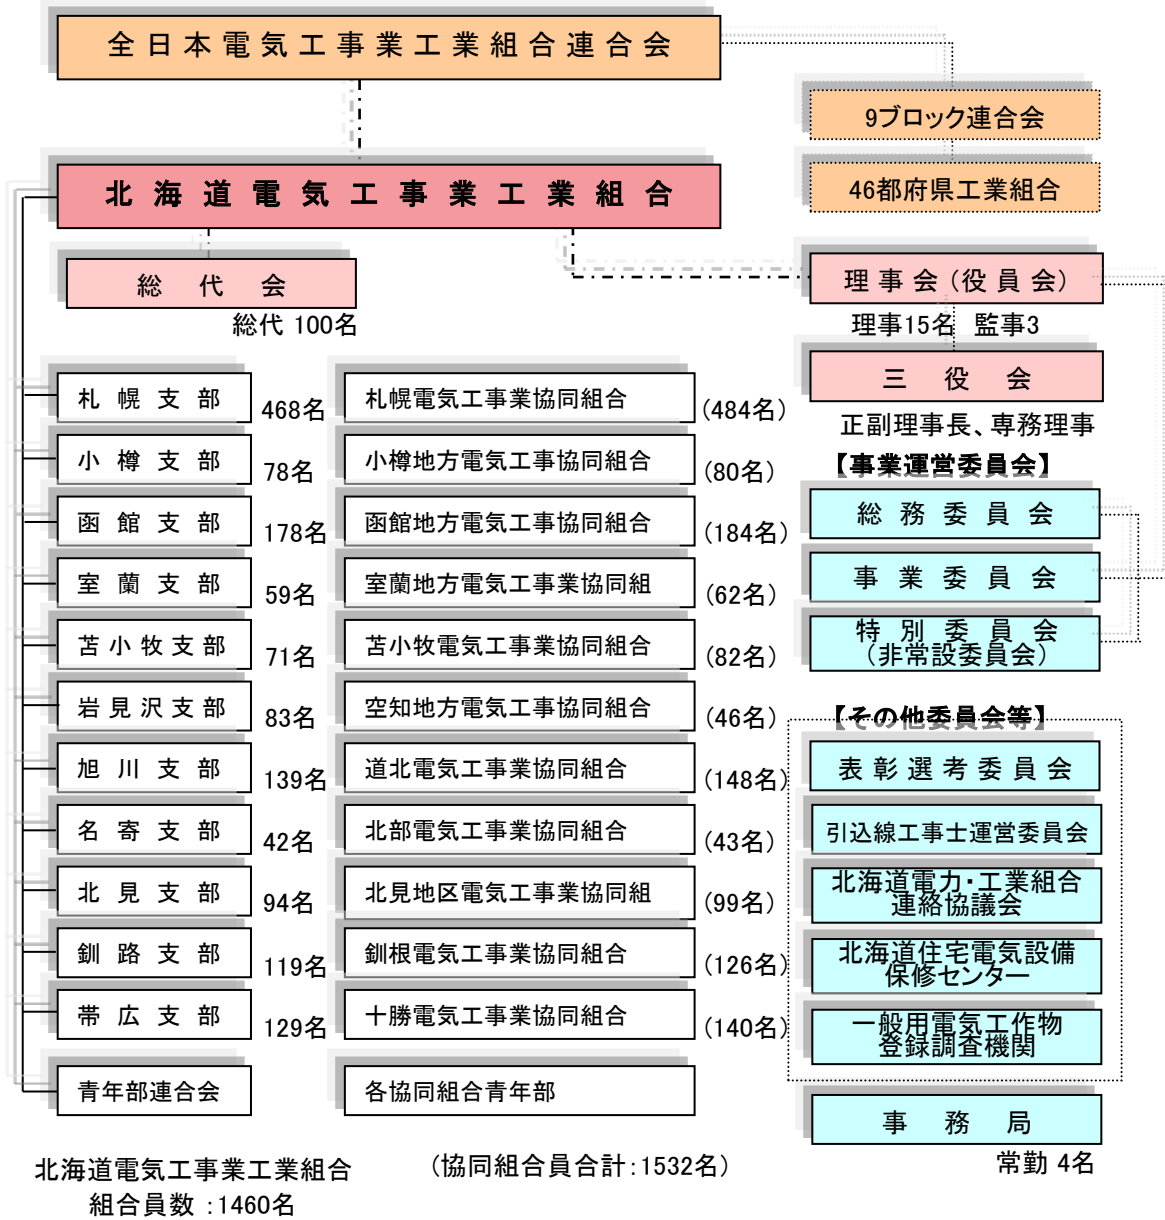 全日本電気工事業工業組合連合会
9ブロック連合会
46都府県工業組合
北海道電気工事業工業組合
総代会
総代 100名
理事会(役員会)
理事15名 監事3
三役会
正副理事長、専務理事
札幌支部 468名 札幌電気工事業協同組合 (484名)
小樽支部 78名 小樽地方電気工事協同組合 (80名)
函館支部 178名 函館地方電気工事協同組合 (184名)
室蘭支部 59名 室蘭地方電気工事業協同組 (62名)
苫小牧支部 71名 苫小牧電気工事業協同組合 (82名)
岩見沢支部 83名 空知地方電気工事協同組合 (46名)
旭川支部 139名 道北電気工事業協同組合 (148名)
名寄支部 42名 北部電気工事業協同組合 (43名)
北見支部 94名 北見地区電気工事業協同組 (99名)
釧路支部 119名 釧根電気工事業協同組合 (126名)
帯広支部 129名 十勝電気工事業協同組合 (140名)
青年部連合会 各協同組合青年部
【事業運営委員会】
総務委員会
事業委員会
特別委員会
(非常設委員会)
【その他委員会等】
表彰選考委員会
引込線工事士運営委員会
北海道電力・工業組合
連絡協議会
北海道住宅電気設備
保修センター
一般用電気工作物
登録調査機関
事務局
常勤 4名
北海道電気工事業工業組合
組合員数 :1460名
(協同組合員合計:1532名)